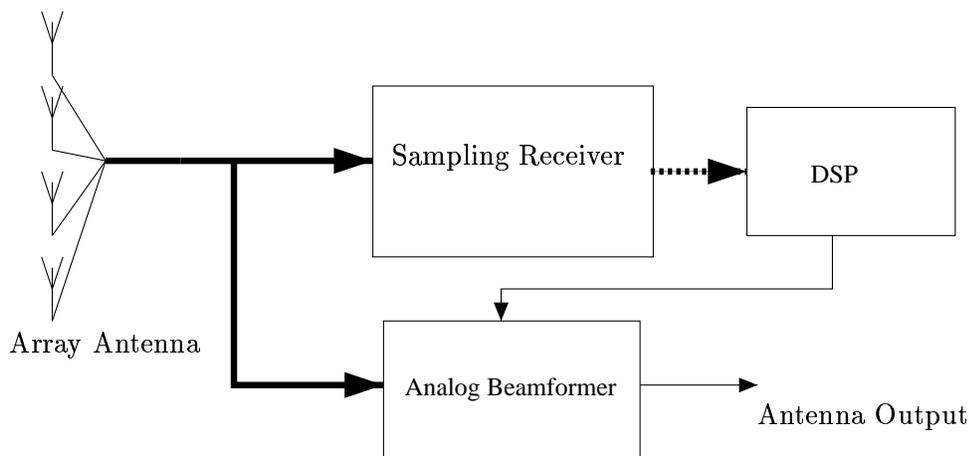 Sampling Receiver
DSP
Array Antenna
Analog Beamformer
Antenna Output